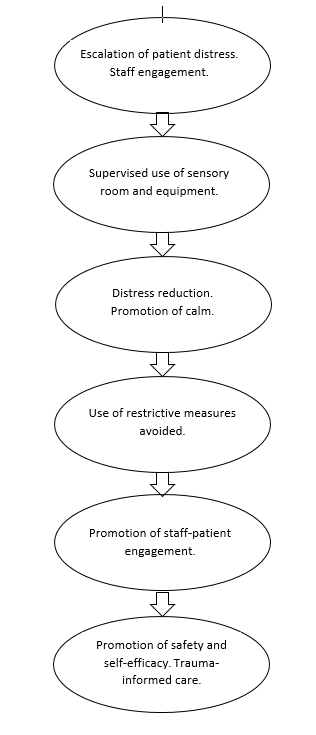 Escalation of patient distress.
Staff engagement.
Supervised use of sensory
room and equipment.
Distress reduction.
Promotion of calm.
Use of restrictive measures
avoided.
Promotion of staff-patient
engagement.
Promotion of safety and
self-efficacy. Trauma-
informed care.